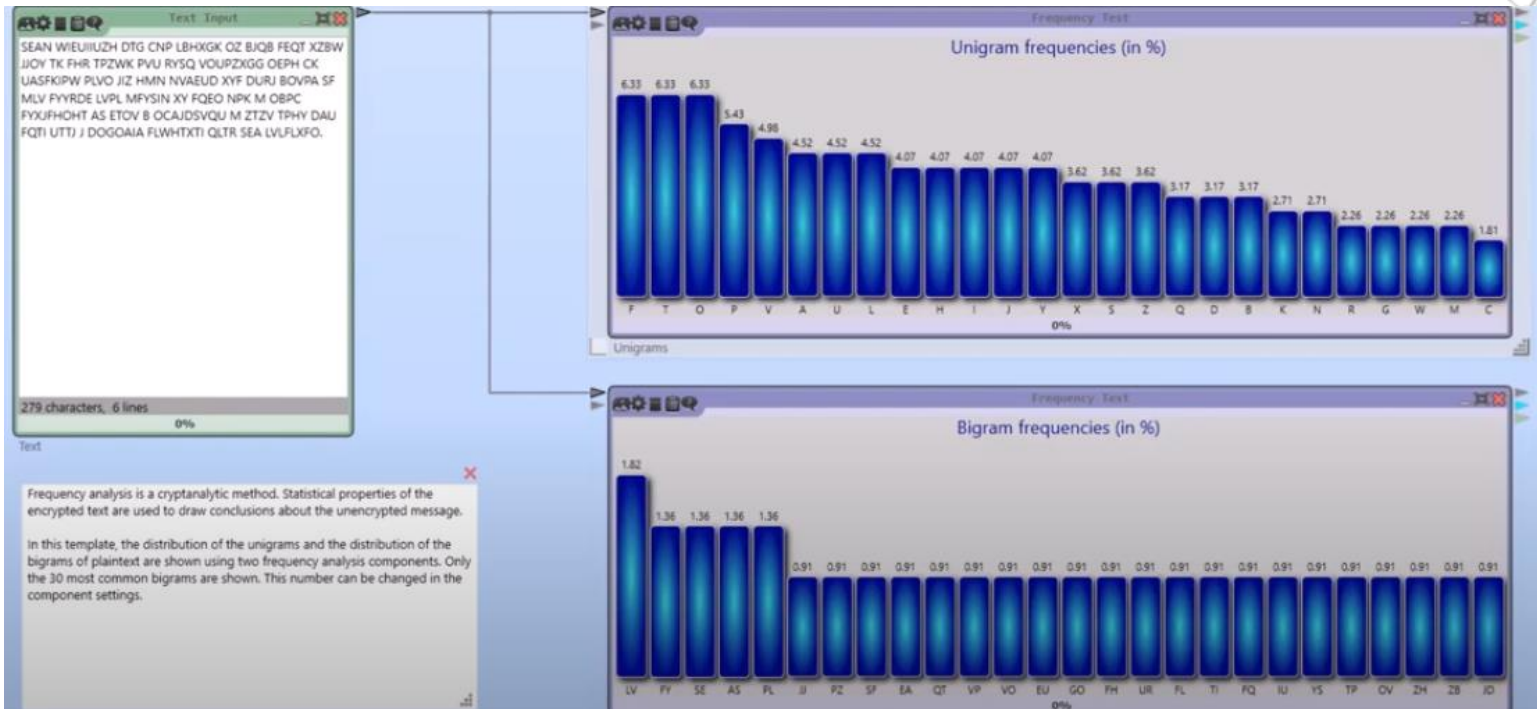 Text Input
SEAN WIEUIIUZH DTG CNP LBHXGK OZ BJQB FEQT XZBW
JJOY TK FHR TPZWK PVU RYSQ VOUPZXGG OEPH CK
UASFKIPW PLVO JIZ HMN NVAEUD XYF DURJ BOVPA SF
MLV FYYRDE LVPL MFYSIN XY FQEO NPK M OBPC
FYXJFHOHT AS ETOV B OCAJDSVQU M ZTZV TPHY DAU
FQTI UTTJ J DOGOAIA FLWHTXTI QLTR SEA LVLFLXFO.
279 characters, 6 lines
0%
Text
Frequency analysis is a cryptanalytic method. Statistical properties of the
encrypted text are used to draw conclusions about the unencrypted message.
In this template, the distribution of the unigrams and the distribution of the
bigrams of plaintext are shown using two frequency analysis components. Only
the 30 most common bigrams are shown. This number can be changed in the
component settings.
Frequency Test
Unigram frequencies (in %)
6.33 6.33 6.33 5.43 4.98 4.52 4.52 4.52 4.07 4.07 4.07 4.07 4.07 3.62 3.62 3.62 3.17 3.17 3.17 2.71 2.71 2.26 2.26 2.26 2.26 1.81
F T O P V A U L E H I J Y X S Z Q D B K N R G W M C
0%
Unigrams
Frequency Test
Bigram frequencies (in %)
1.82 1.36 1.36 1.36 1.36 0.91 0.91 0.91 0.91 0.91 0.91 0.91 0.91 0.91 0.91 0.91 0.91 0.91 0.91 0.91 0.91 0.91 0.91 0.91 0.91 0.91
LV FY SE AS PL JJ PZ SF EA QT VP VO EU GO FH UR FL TI FQ IU YS TP OV ZH ZB JD
0%